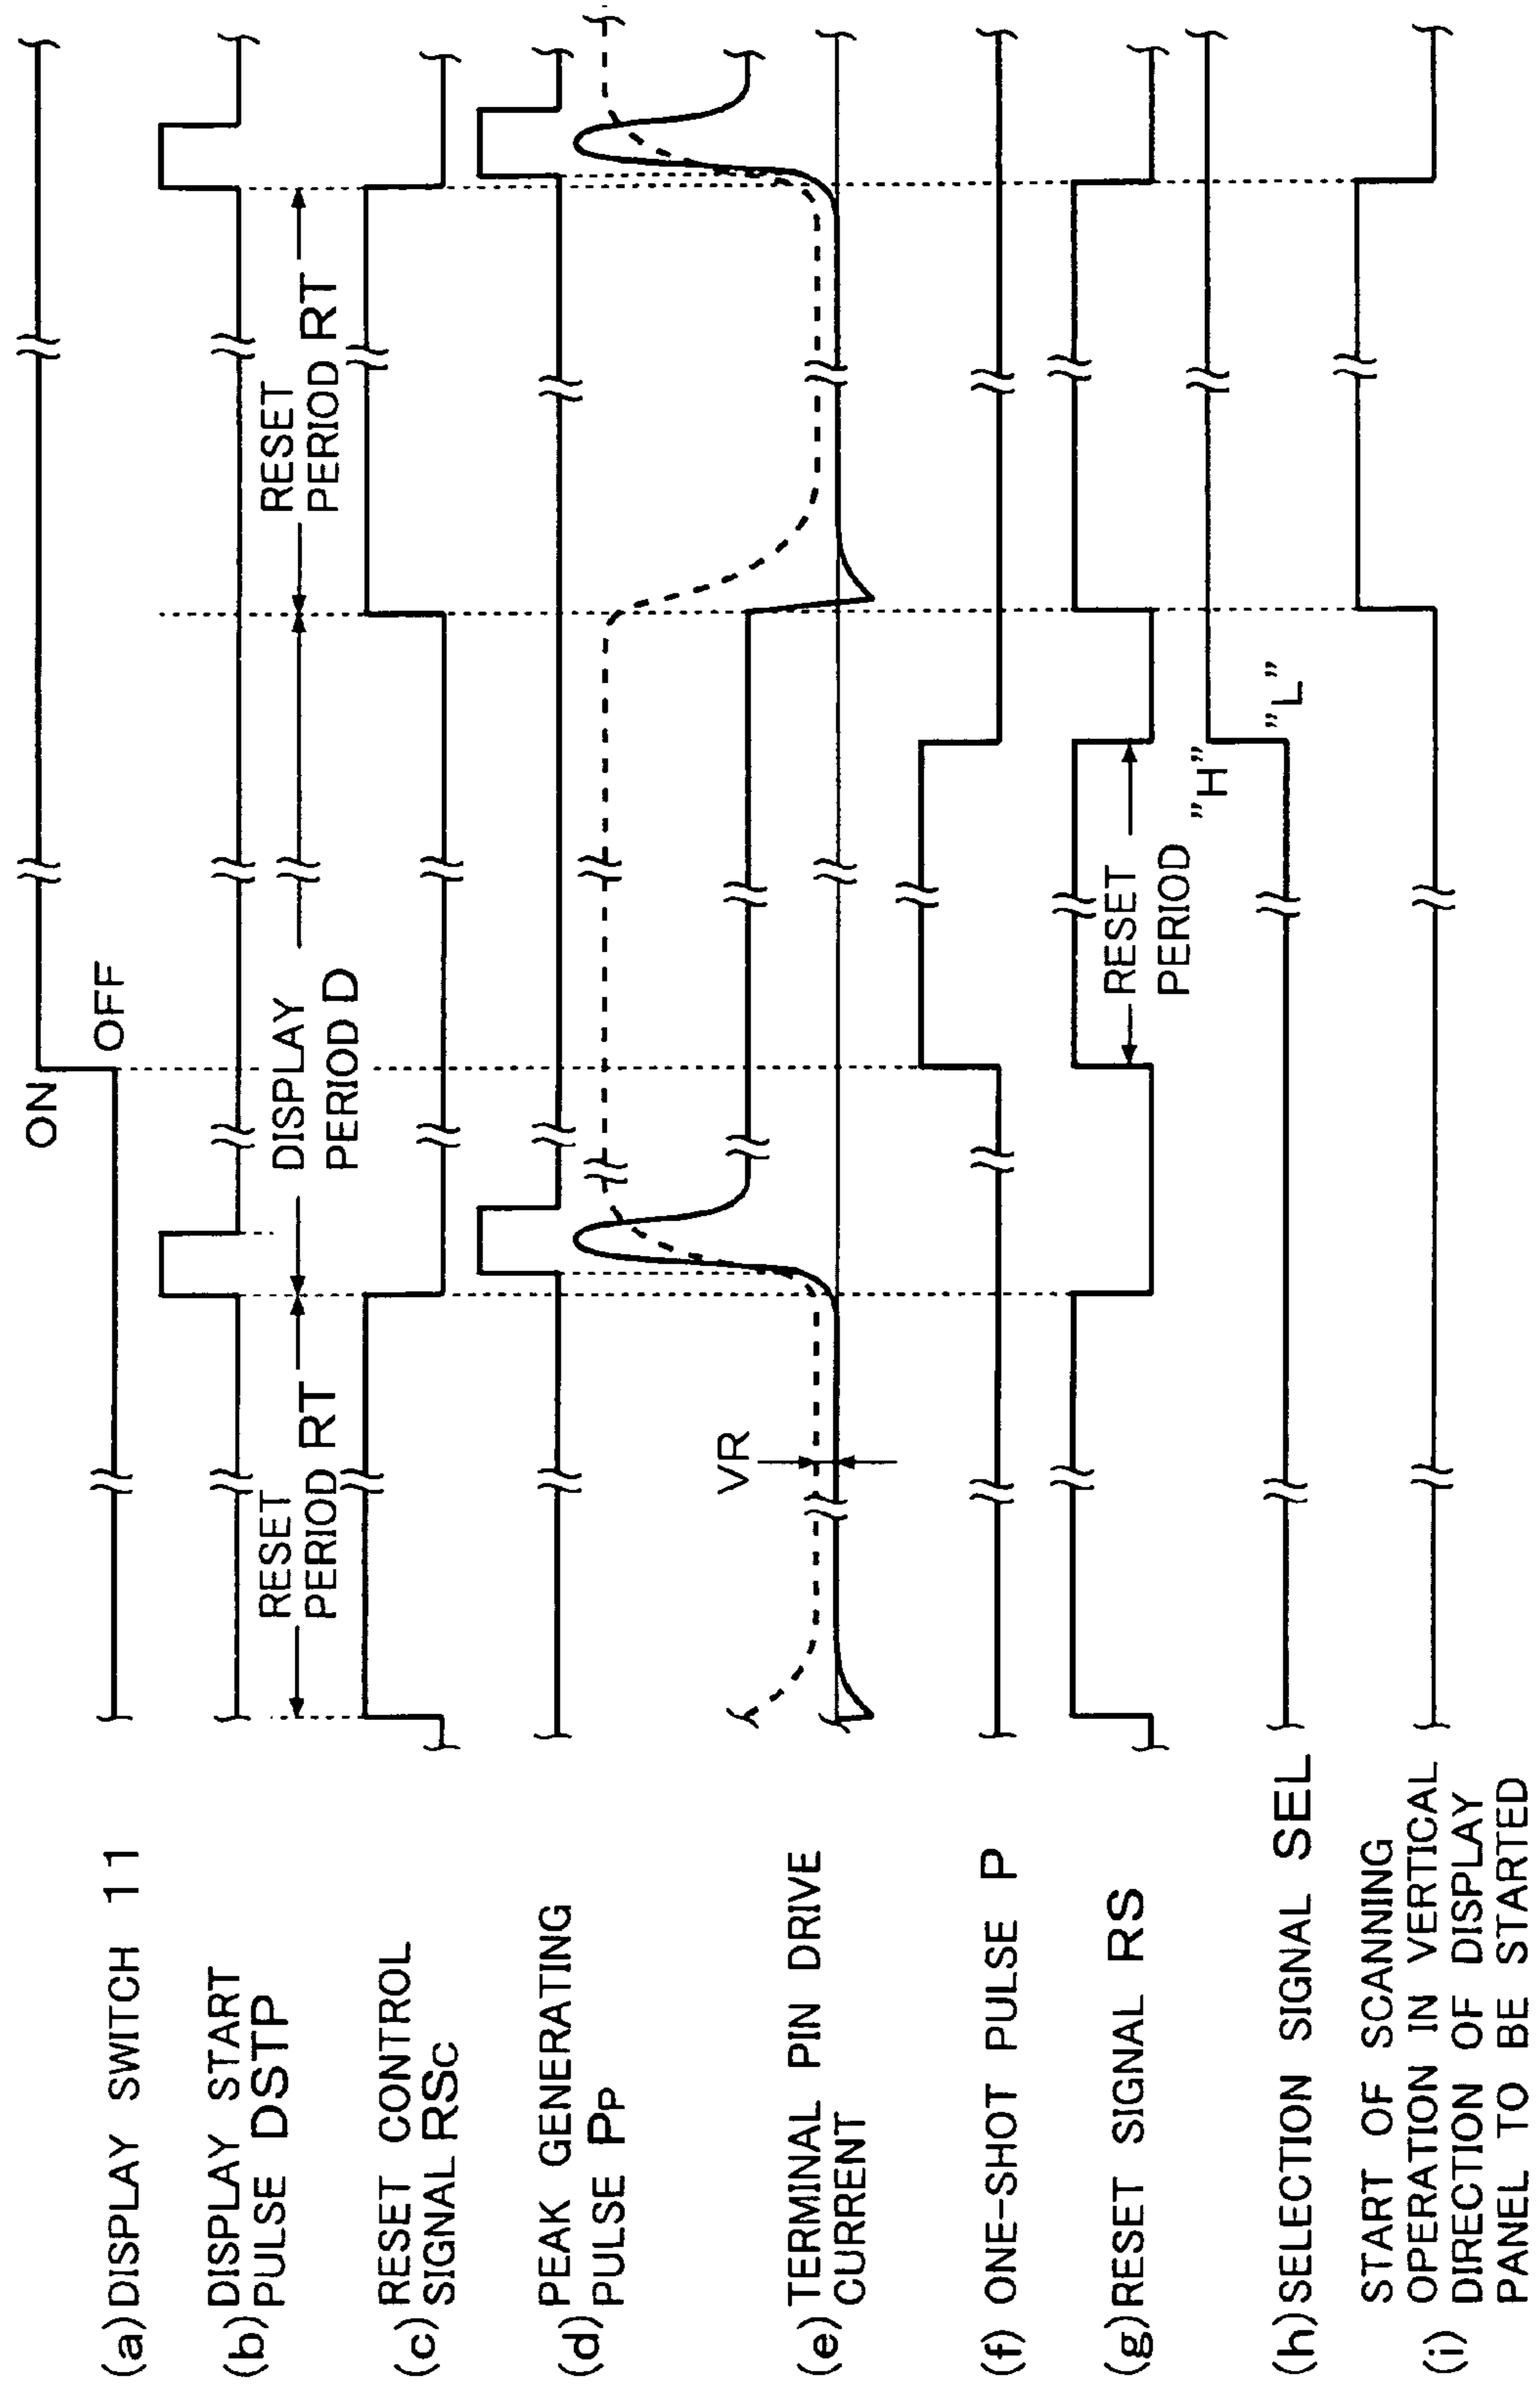 (a) DISPLAY SWITCH 11
ON
OFF
(b) DISPLAY START
PULSE DSTP
RESET
PERIOD RT
DISPLAY
PERIOD D
RESET
PERIOD RT
(c) RESET CONTROL
SIGNAL RSC
(d) PEAK GENERATING
PULSE PP
(e) TERMINAL PIN DRIVE
CURRENT
VR
(f) ONE-SHOT PULSE P
(g) RESET SIGNAL RS
RESET
PERIOD
(h) SELECTION SIGNAL SEL
"H"
"L"
(i) START OF SCANNING
OPERATION IN VERTICAL
DIRECTION OF DISPLAY
PANEL TO BE STARTED